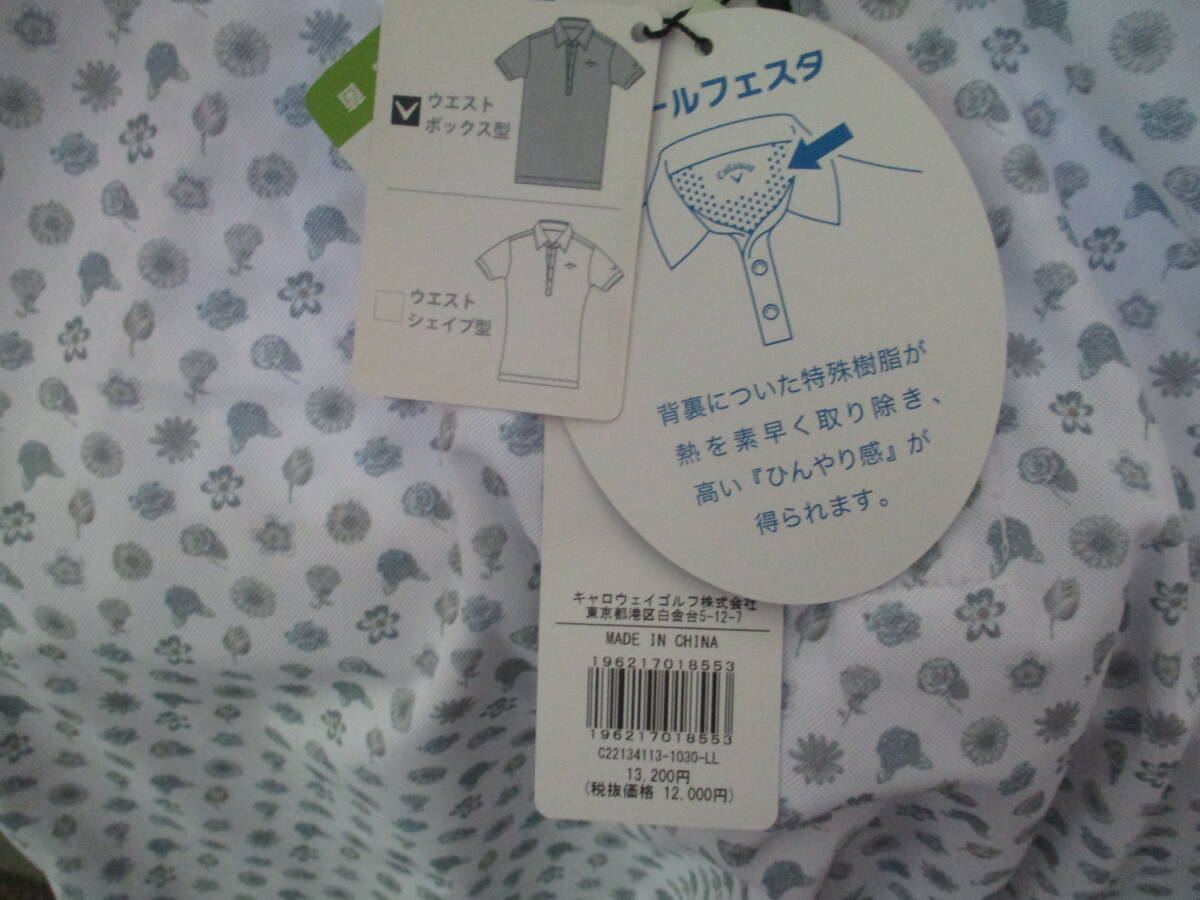 ウエスト
ボックス型
ウエスト
シェイプ型
ールフェスタ
Callaway
背裏についた特殊樹脂が
熱を素早く取り除き、
高い『ひんやり感』が
得られます。
キャロウェイゴルフ株式会社
東京都港区白金台5-12-7
MADE IN CHINA
196217018553
196217018553
C22134113-1030-LL
13,200円
(税抜価格 12,000円)